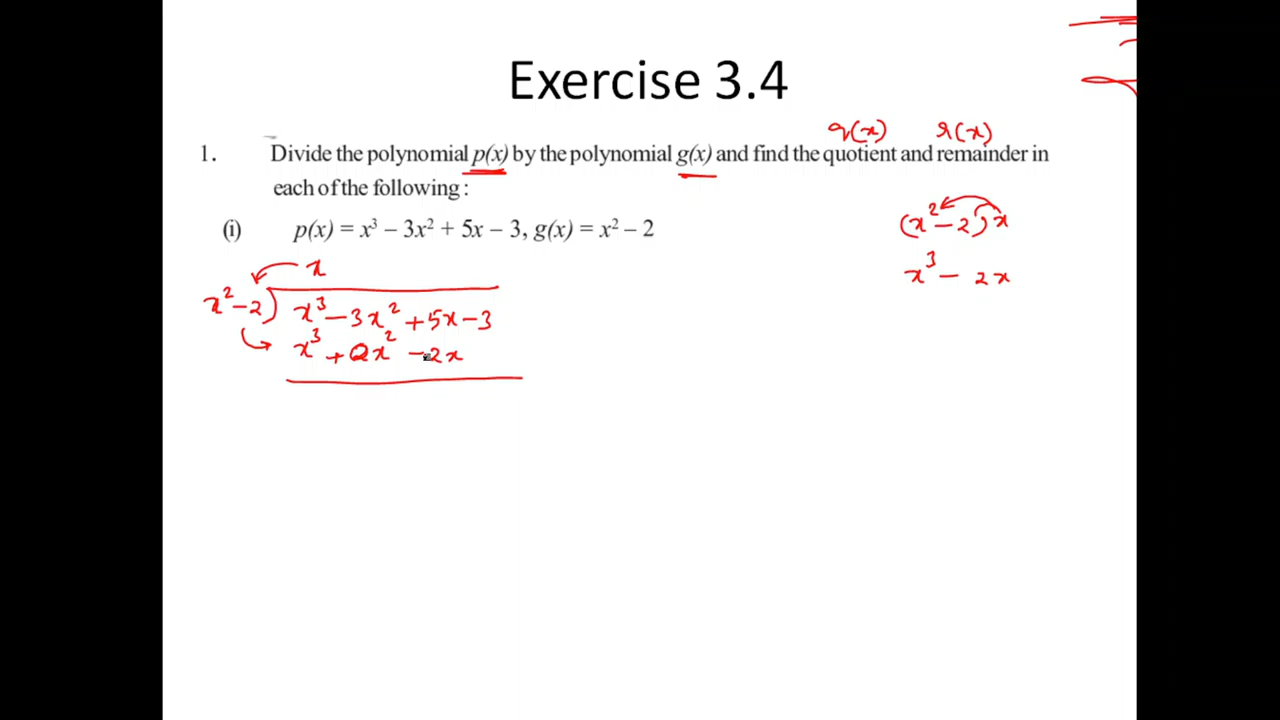 Exercise 3.4
q(x) r(x)
1. Divide the polynomial p(x) by the polynomial g(x) and find the quotient and remainder in
each of the following :
(i) p(x) = x³ – 3x² + 5x – 3, g(x) = x² – 2
(x² – 2) x
x³ – 2x
x
x² – 2) x³ – 3x² + 5x – 3
x³ + 0x² – 2x